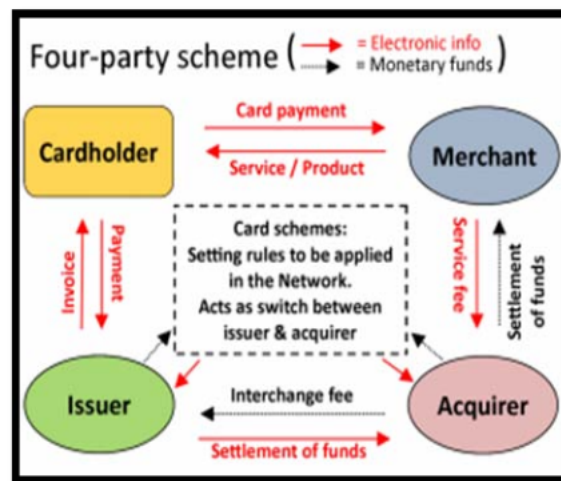 Four-party scheme ( = Electronic info
= Monetary funds )
Card payment
Cardholder
Merchant
Service / Product
Card schemes:
Setting rules to be applied
in the Network.
Acts as switch between
issuer & acquirer
Invoice
Payment
Service fee
Settlement
of funds
Interchange fee
Issuer
Acquirer
Settlement of funds